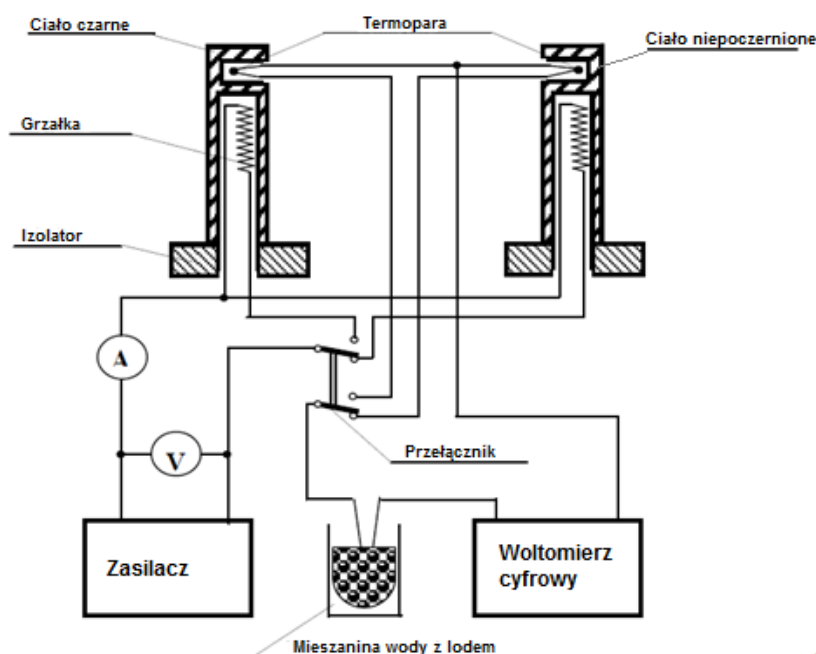 Ciało czarne
Termopara
Ciało niepoczernione
Grzałka
Izolator
A
V
Przełącznik
Zasilacz
Woltomierz
cyfrowy
Mieszanina wody z lodem